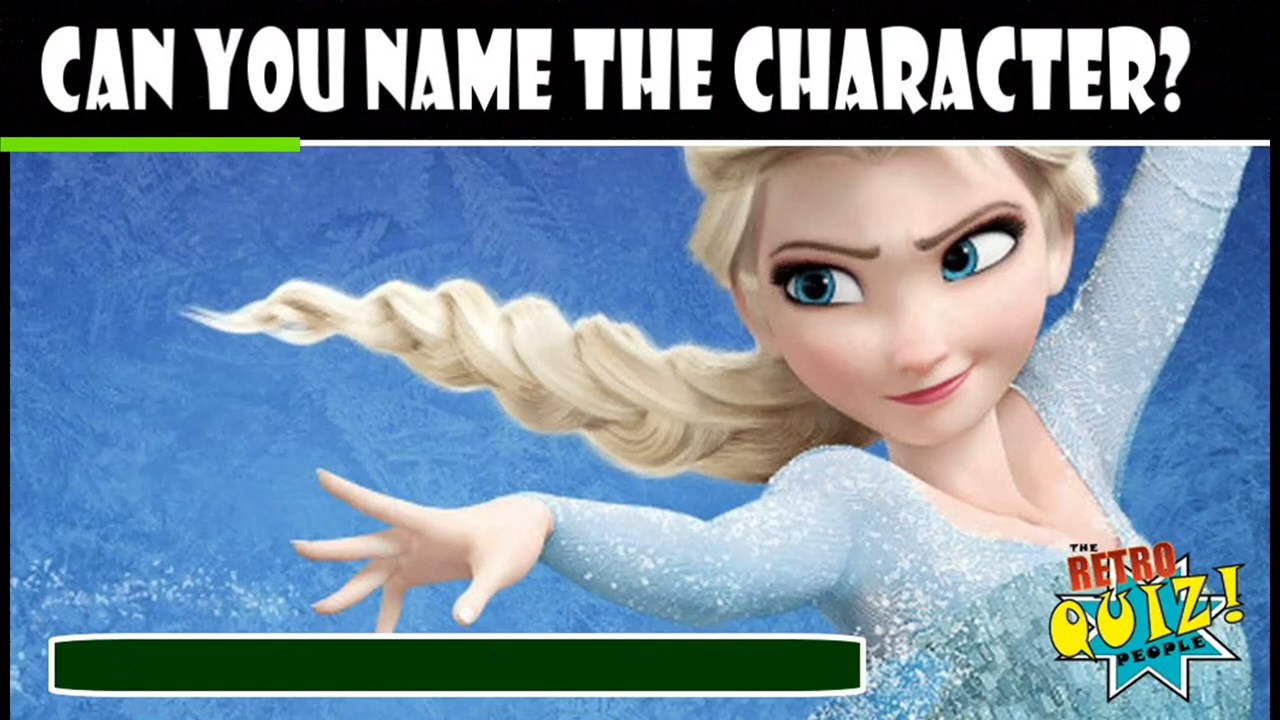 CAN YOU NAME THE CHARACTER?
THE
RETRO
QUIZ!
PEOPLE